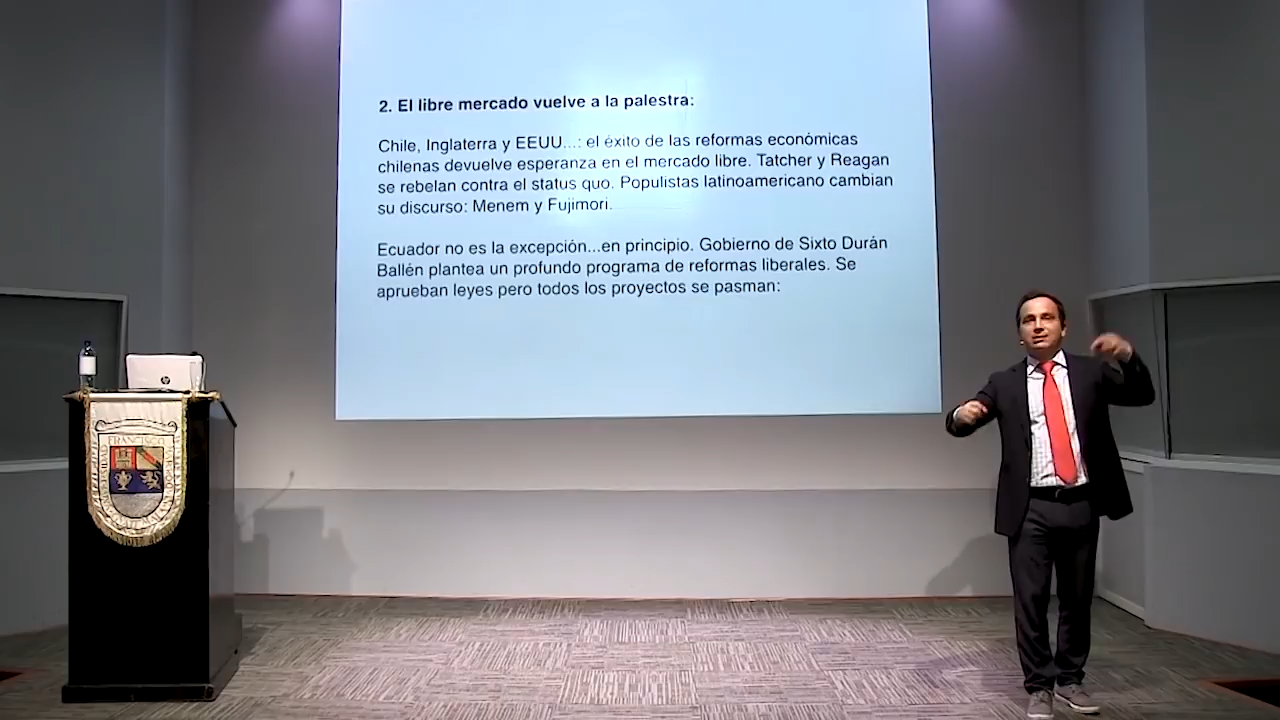 2. El libre mercado vuelve a la palestra:
Chile, Inglaterra y EEUU...: el éxito de las reformas económicas
chilenas devuelve esperanza en el mercado libre. Tatcher y Reagan
se rebelan contra el status quo. Populistas latinoamericano cambian
su discurso: Menem y Fujimori.
Ecuador no es la excepción...en principio. Gobierno de Sixto Durán
Ballén plantea un profundo programa de reformas liberales. Se
aprueban leyes pero todos los proyectos se pasman:
hp
FRANCISCO